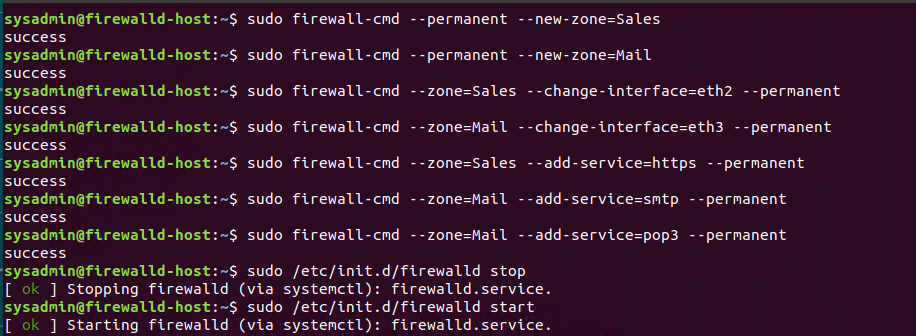 sysadmin@firewalld-host:~$ sudo firewall-cmd --permanent --new-zone=Sales
success
sysadmin@firewalld-host:~$ sudo firewall-cmd --permanent --new-zone=Mail
success
sysadmin@firewalld-host:~$ sudo firewall-cmd --zone=Sales --change-interface=eth2 --permanent
success
sysadmin@firewalld-host:~$ sudo firewall-cmd --zone=Mail --change-interface=eth3 --permanent
success
sysadmin@firewalld-host:~$ sudo firewall-cmd --zone=Sales --add-service=https --permanent
success
sysadmin@firewalld-host:~$ sudo firewall-cmd --zone=Mail --add-service=smtp --permanent
success
sysadmin@firewalld-host:~$ sudo firewall-cmd --zone=Mail --add-service=pop3 --permanent
success
sysadmin@firewalld-host:~$ sudo /etc/init.d/firewalld stop
[ ok ] Stopping firewalld (via systemctl): firewalld.service.
sysadmin@firewalld-host:~$ sudo /etc/init.d/firewalld start
[ ok ] Starting firewalld (via systemctl): firewalld.service.